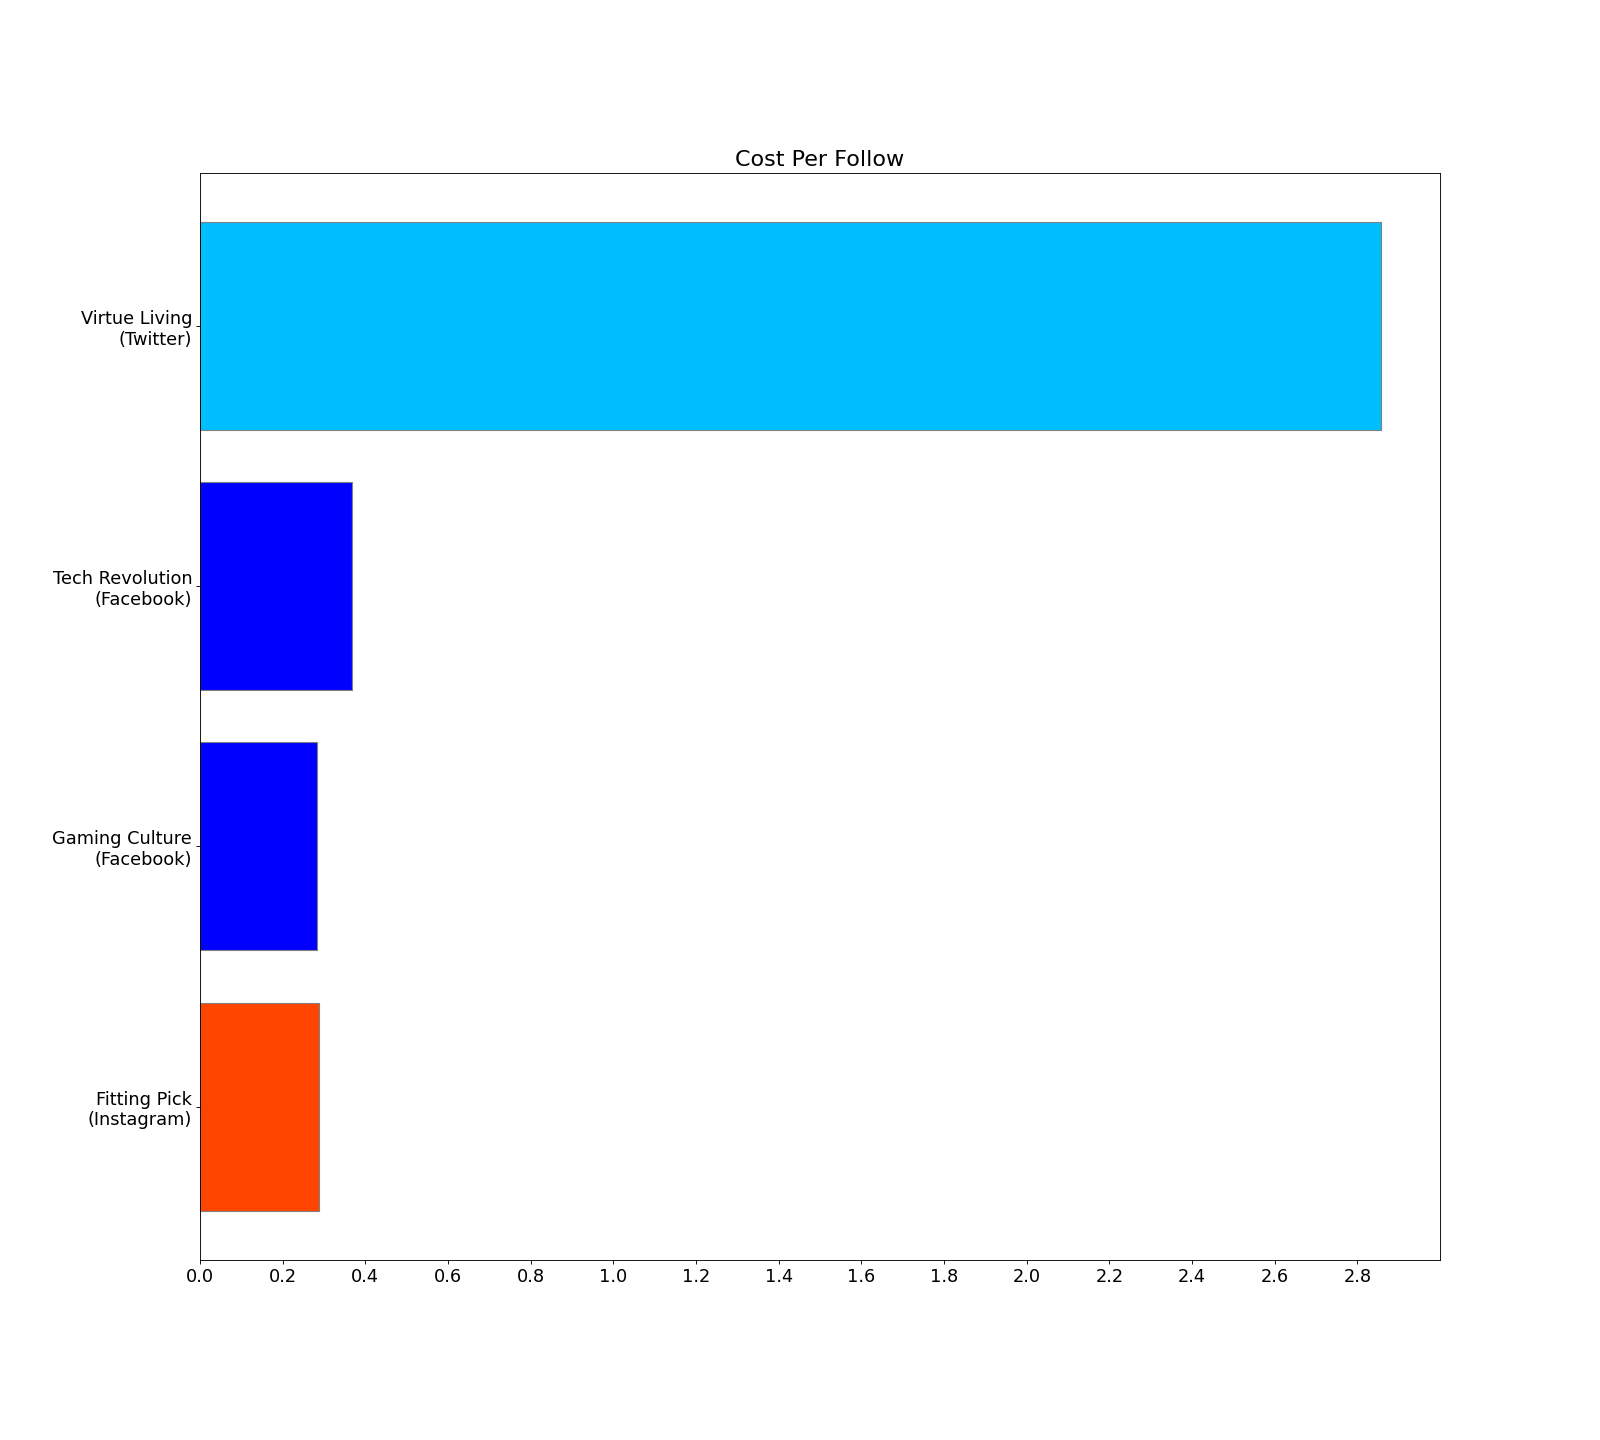 Cost Per Follow
Virtue Living
(Twitter)
Tech Revolution
(Facebook)
Gaming Culture
(Facebook)
Fitting Pick
(Instagram)
0.0 0.2 0.4 0.6 0.8 1.0 1.2 1.4 1.6 1.8 2.0 2.2 2.4 2.6 2.8